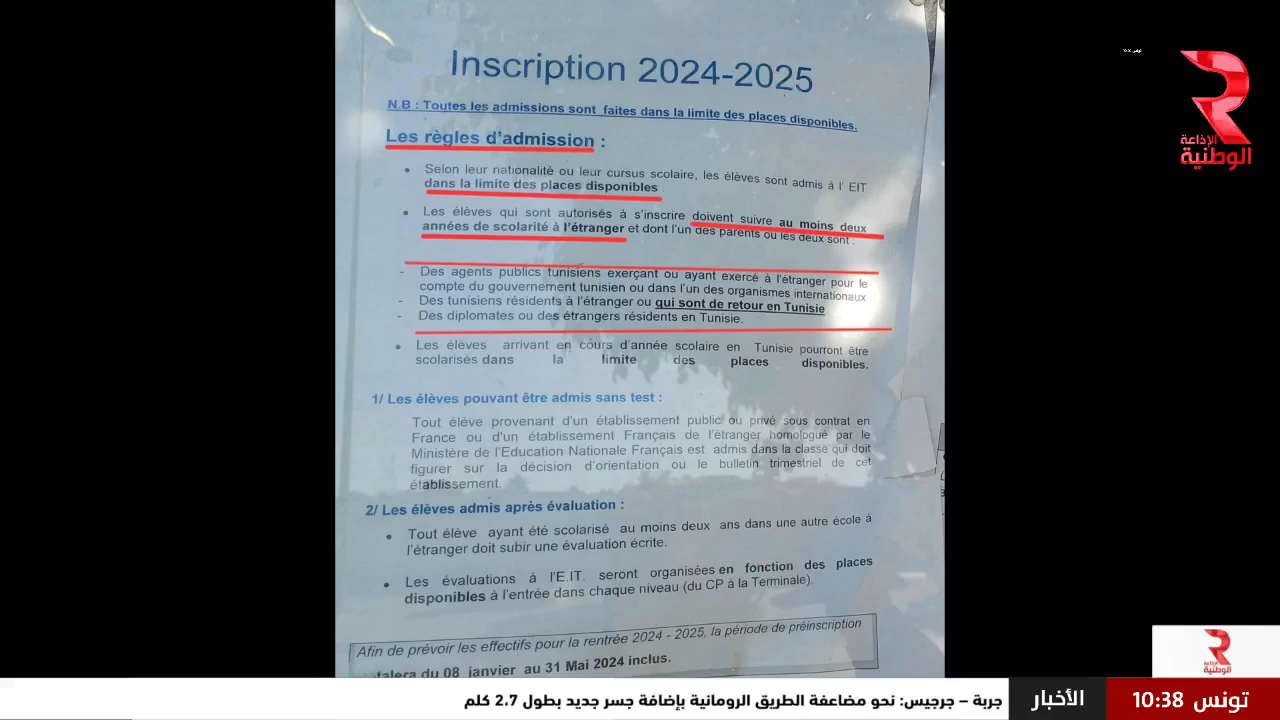 Inscription 2024-2025
N.B : Toutes les admissions sont faites dans la limite des places disponibles.
Les règles d'admission :
• Selon leur nationalité ou leur cursus scolaire, les élèves sont admis à l' EIT
dans la limite des places disponibles .
• Les élèves qui sont autorisés à s'inscrire doivent suivre au moins deux
années de scolarité à l'étranger et dont l'un des parents ou les deux sont :
- Des agents publics tunisiens exerçant ou ayant exercé à l'étranger pour le
compte du gouvernement tunisien ou dans l'un des organismes internationaux
- Des tunisiens résidents à l'étranger ou qui sont de retour en Tunisie
- Des diplomates ou des étrangers résidents en Tunisie.
• Les élèves arrivant en cours d'année scolaire en Tunisie pourront être
scolarisés dans la limite des places disponibles.
1/ Les élèves pouvant être admis sans test :
Tout élève provenant d'un établissement public ou privé sous contrat en
France ou d'un établissement Français de l'étranger homologué par le
Ministère de l'Education Nationale Français est admis dans la classe qui doit
figurer sur la décision d'orientation ou le bulletin trimestriel de cet
établissement.
2/ Les élèves admis après évaluation :
• Tout élève ayant été scolarisé au moins deux ans dans une autre école à
l'étranger doit subir une évaluation écrite.
• Les évaluations à l'E.IT. seront organisées en fonction des places
disponibles à l'entrée dans chaque niveau (du CP à la Terminale).
Afin de prévoir les effectifs pour la rentrée 2024 - 2025, la période de préinscription
du 08 janvier au 31 Mai 2024 inclus.
الإذاعة
الوطنية
الوطنية
تونس 10:38
الأخبار
جربة – جرجيس: نحو مضاعفة الطريق الرومانية بإضافة جسر جديد بطول 2.7 كلم